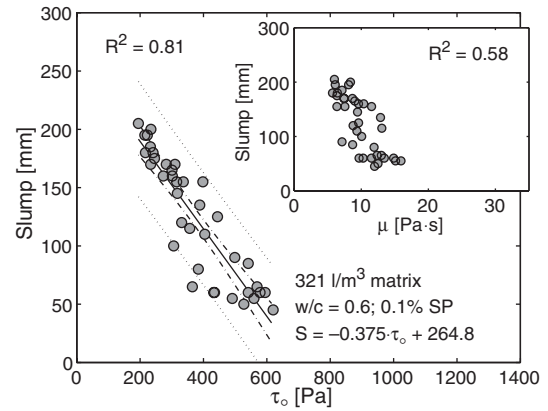 300
250
200
150
100
50
0
Slump [mm]
0 200 400 600 800 1000 1200 1400
τₒ [Pa]
R² = 0.81
300
200
100
0
Slump [mm]
0 10 20 30
μ [Pa·s]
R² = 0.58
321 l/m³ matrix
w/c = 0.6; 0.1% SP
S = −0.375·τₒ + 264.8